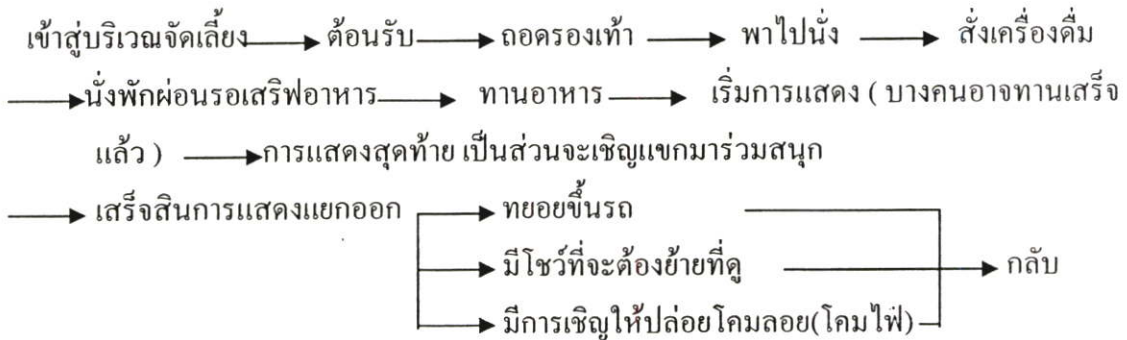 เข้าสู่บริเวณจัดเลี้ยง ต้อนรับ ถอดรองเท้า พาไปนั่ง สั่งเครื่องดื่ม
นั่งพักผ่อนรอเสริฟอาหาร ทานอาหาร เริ่มการแสดง ( บางคนอาจทานเสร็จ
แล้ว ) การแสดงสุดท้าย เป็นส่วนจะเชิญแขกมาร่วมสนุก
เสร็จสินการแสดงแยกออก ทยอยขึ้นรถ
มีโชว์ที่จะต้องย้ายที่ดู กลับ
มีการเชิญให้ปล่อยโคมลอย(โคมไฟ)